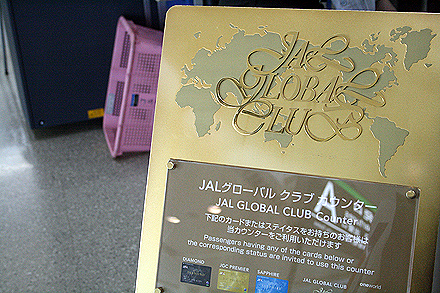 JAL
GLOBAL
CLUB
JALグローバル クラブ カウンター
JAL GLOBAL CLUB Counter
下記のカードまたはステイタスをお持ちのお客様は
当カウンターをご利用いただけます
Passengers having any of the cards below or
the corresponding status are invited to use this counter
DIAMOND JGC PREMIER SAPPHIRE JAL GLOBAL CLUB oneworld